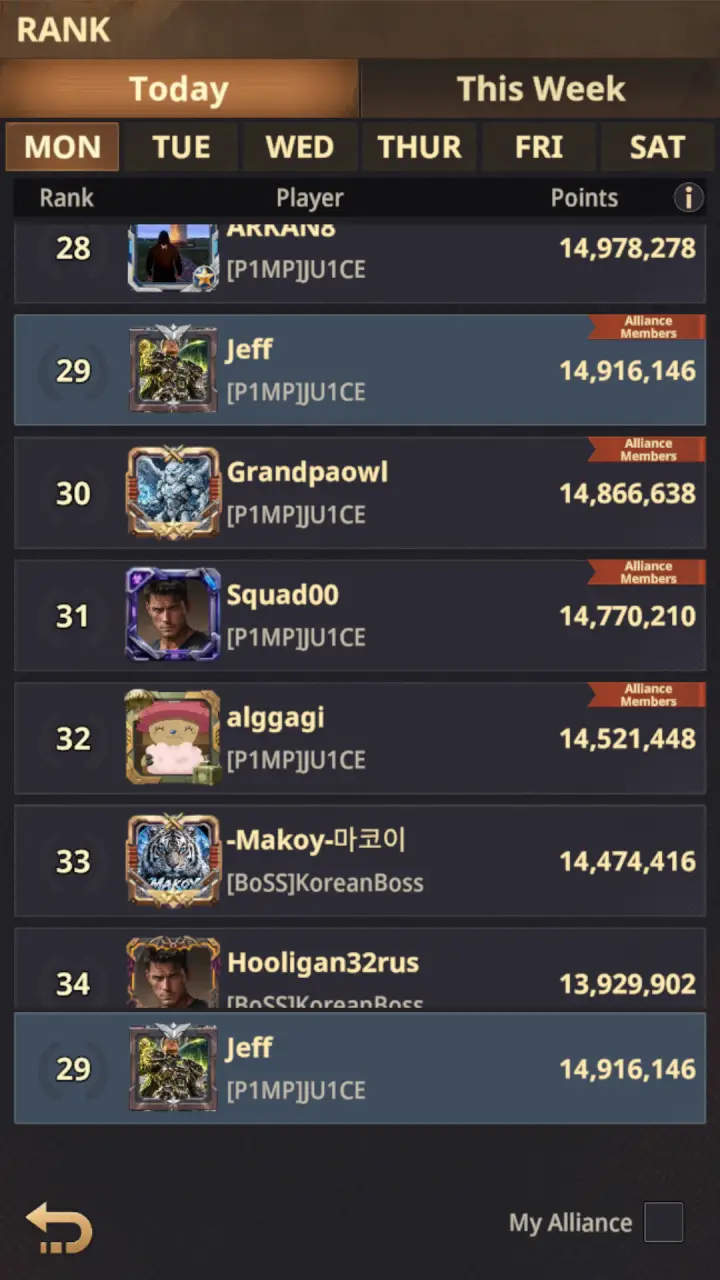 RANK
Today
This Week
MON
TUE
WED
THUR
FRI
SAT
Rank
Player
Points
i
28
ARKAN8
[P1MP]JU1CE
14,978,278
29
Jeff
[P1MP]JU1CE
Alliance
Members
14,916,146
30
Grandpaowl
[P1MP]JU1CE
Alliance
Members
14,866,638
31
Squad00
[P1MP]JU1CE
Alliance
Members
14,770,210
32
alggagi
[P1MP]JU1CE
Alliance
Members
14,521,448
33
MAKOY
-Makoy-마코이
[BoSS]KoreanBoss
14,474,416
34
Hooligan32rus
[BoSS]KoreanBoss
13,929,902
29
Jeff
[P1MP]JU1CE
14,916,146
My Alliance